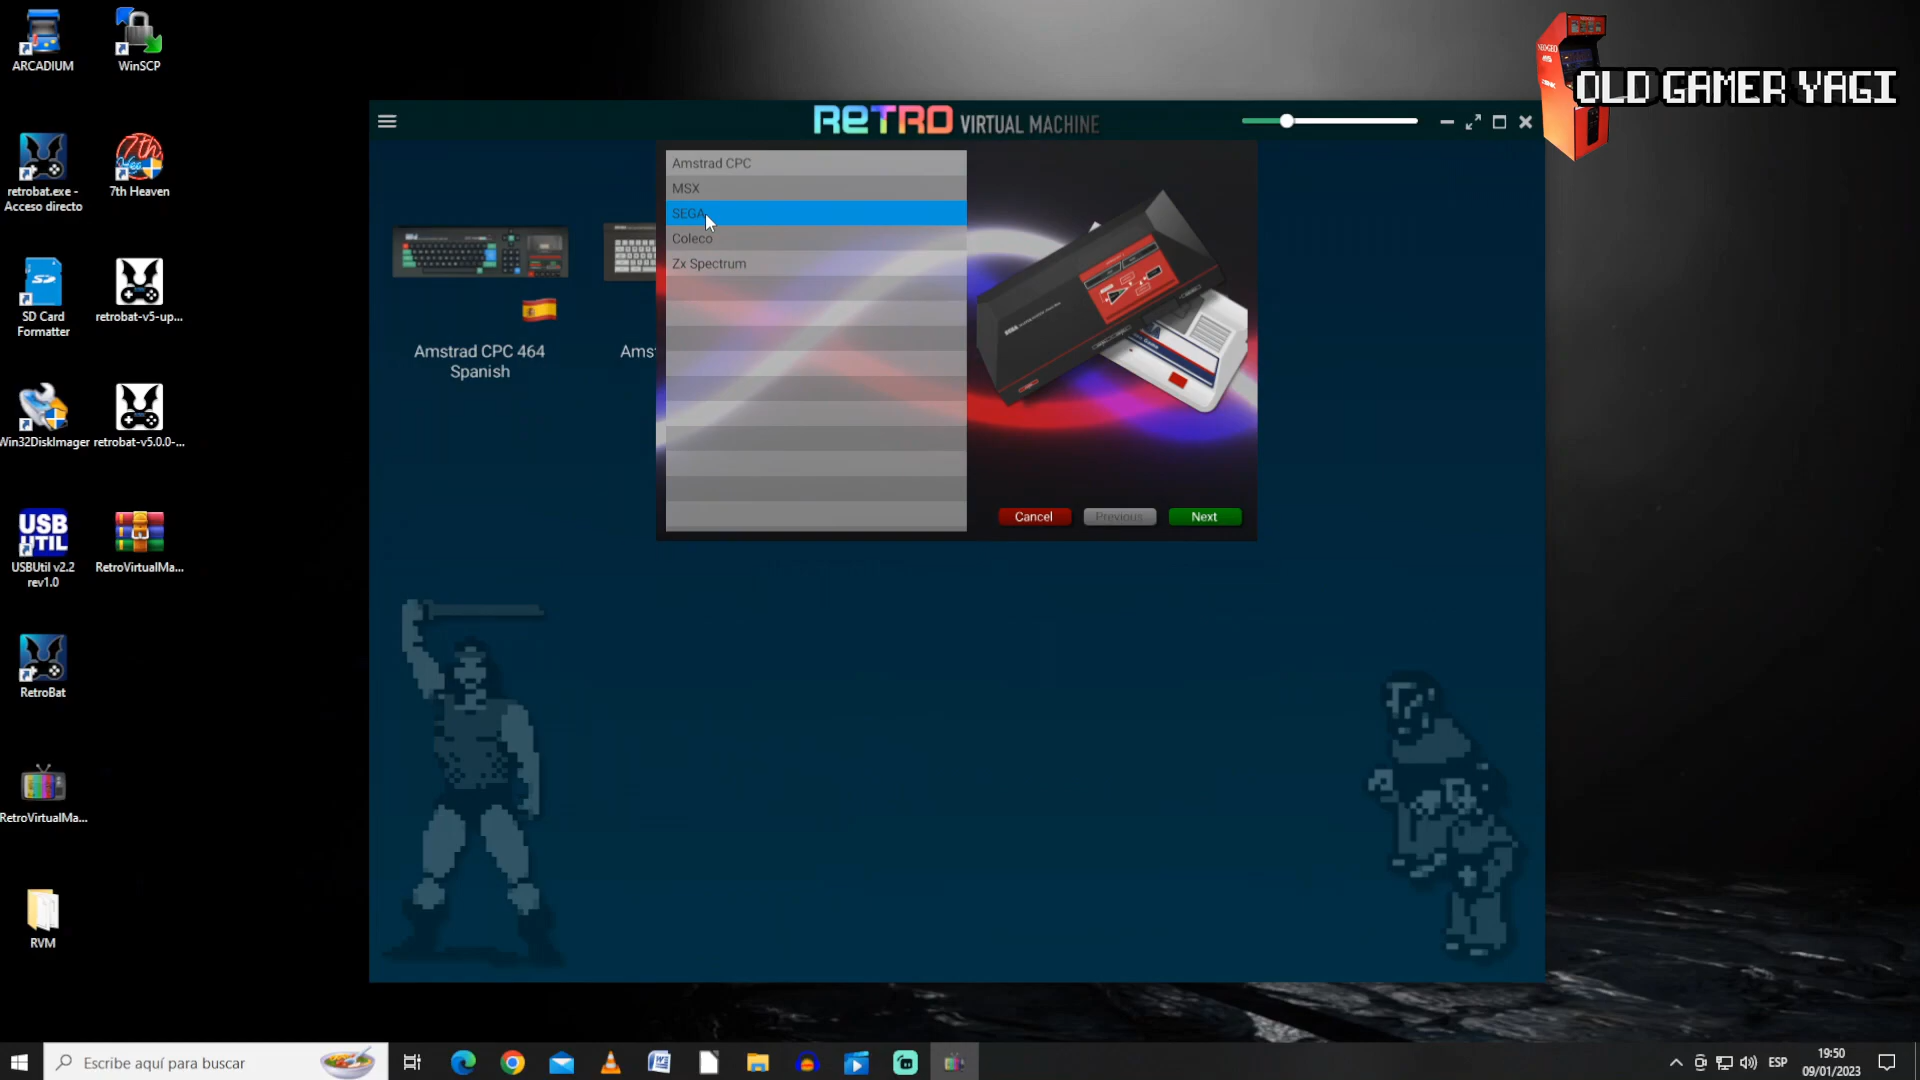 ARCADIUM
WinSCP
retrobat.exe -
Acceso directo
7th Heaven
SD Card
Formatter
retrobat-v5-up...
Win32DiskImager
retrobat-v5.0.0-...
USB
UTIL
USBUtil v2.2
rev1.0
RetroVirtualMa...
RetroBat
RetroVirtualMa...
RVM
OLD GAMER YAGI
RETRO VIRTUAL MACHINE
Amstrad CPC
MSX
SEGA
Coleco
Zx Spectrum
Amstrad CPC 464
Spanish
Ams
Cancel
Previous
Next
Escribe aquí para buscar
ESP
19:50
09/01/2023